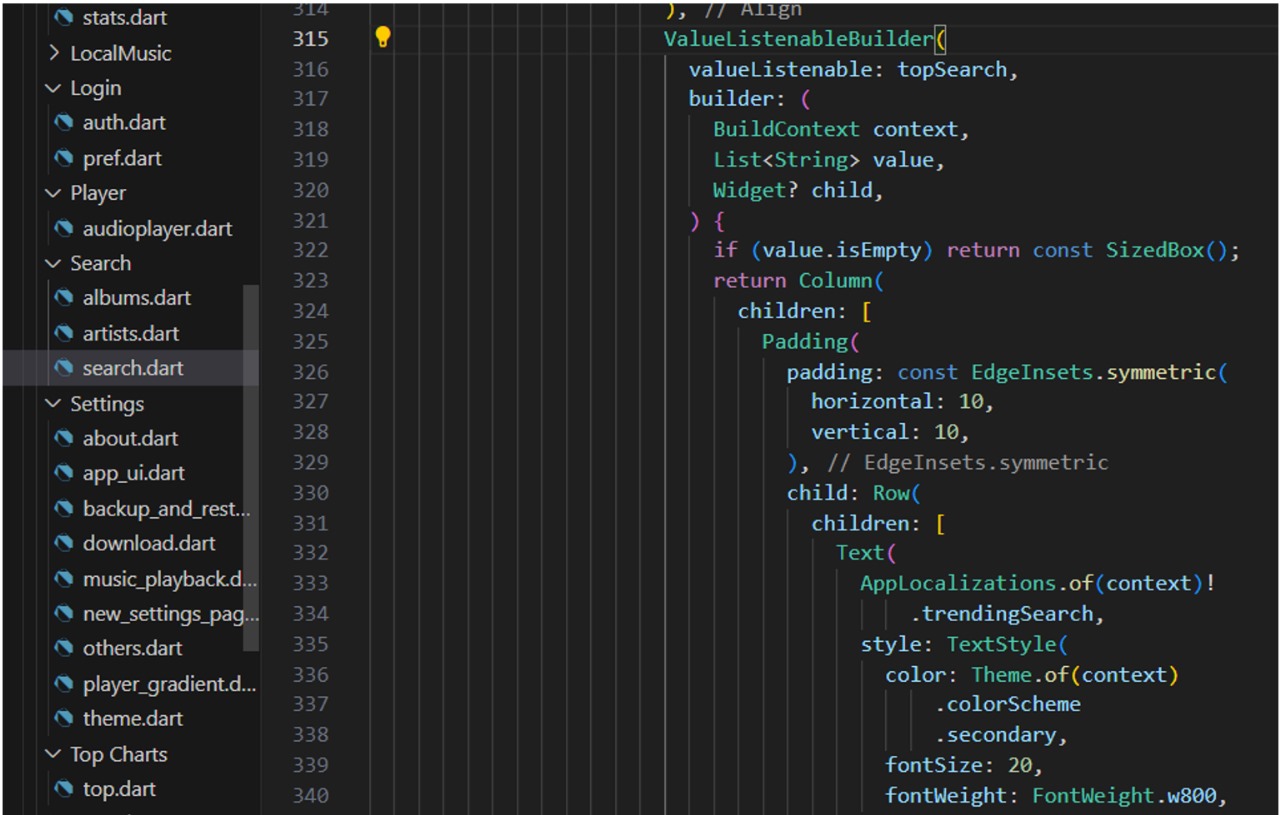 stats.dart
LocalMusic
Login
auth.dart
pref.dart
Player
audioplayer.dart
Search
albums.dart
artists.dart
search.dart
Settings
about.dart
app_ui.dart
backup_and_rest...
download.dart
music_playback.d...
new_settings_pag...
others.dart
player_gradient.d...
theme.dart
Top Charts
top.dart
314 ), // Align
315 ValueListenableBuilder(
316 valueListenable: topSearch,
317 builder: (
318 BuildContext context,
319 List<String> value,
320 Widget? child,
321 ) {
322 if (value.isEmpty) return const SizedBox();
323 return Column(
324 children: [
325 Padding(
326 padding: const EdgeInsets.symmetric(
327 horizontal: 10,
328 vertical: 10,
329 ), // EdgeInsets.symmetric
330 child: Row(
331 children: [
332 Text(
333 AppLocalizations.of(context)!
334 .trendingSearch,
335 style: TextStyle(
336 color: Theme.of(context)
337 .colorScheme
338 .secondary,
339 fontSize: 20,
340 fontWeight: FontWeight.w800,